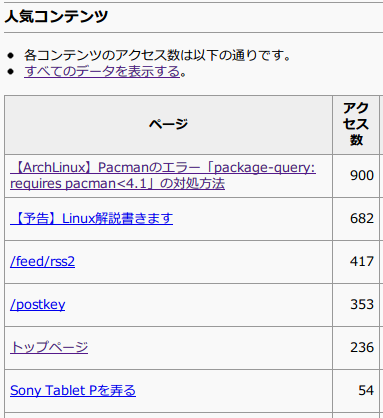 人気コンテンツ
各コンテンツのアクセス数は以下の通りです。
すべてのデータを表示する。
ページ
アク
セス
数
【ArchLinux】Pacmanのエラー「package-query:
requires pacman<4.1」の対処方法
900
【予告】Linux解説書きます
682
/feed/rss2
417
/postkey
353
トップページ
236
Sony Tablet Pを弄る
54